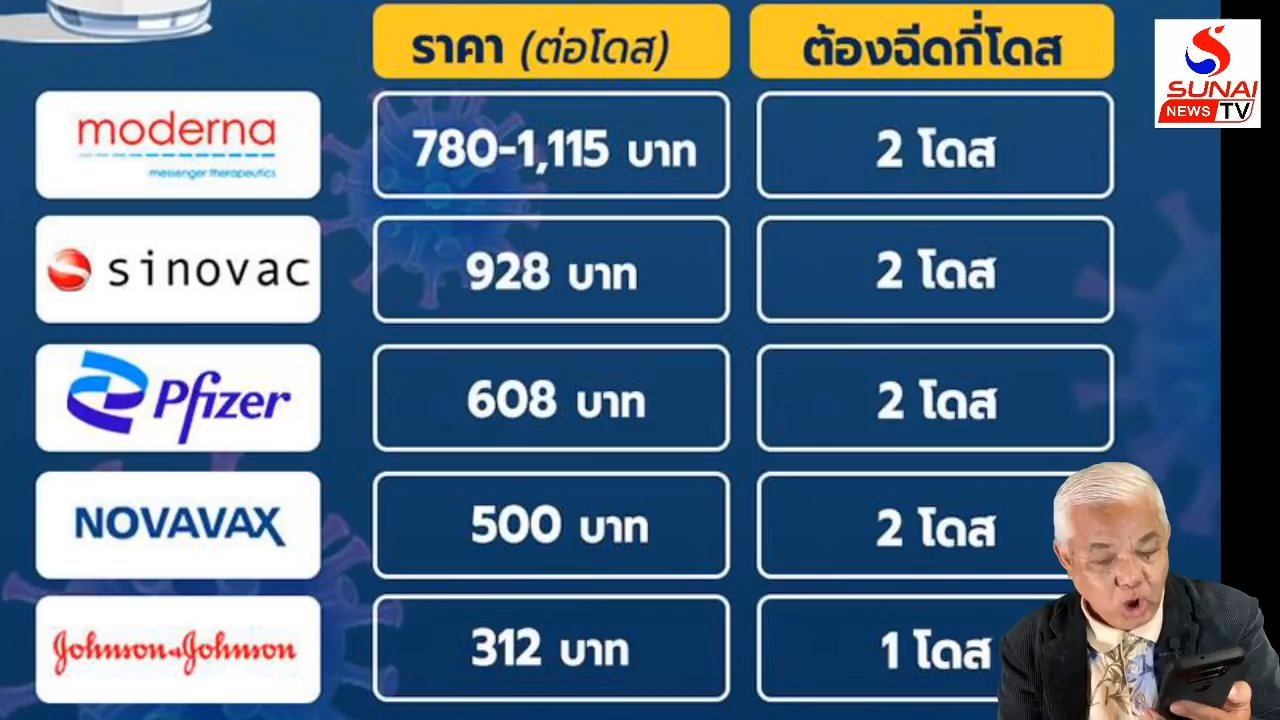 ราคา (ต่อโดส) ต้องฉีดกี่โดส
SUNAI
NEWS TV
moderna
messenger therapeutics
780-1,115 บาท 2 โดส
sinovac 928 บาท 2 โดส
Pfizer 608 บาท 2 โดส
NOVAVAX 500 บาท 2 โดส
Johnson & Johnson 312 บาท 1 โดส